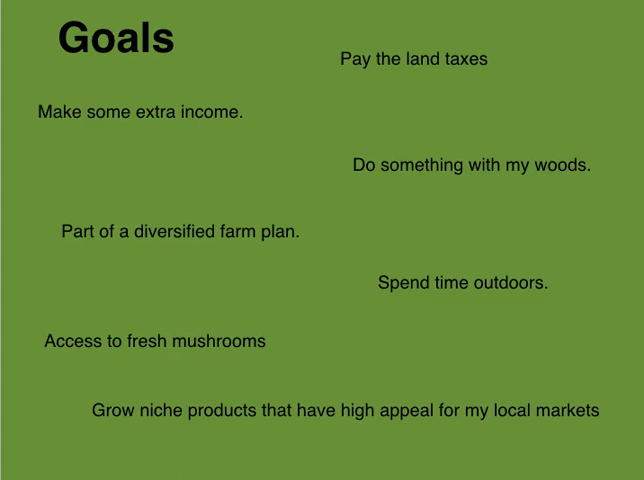 Goals
Pay the land taxes
Make some extra income.
Do something with my woods.
Part of a diversified farm plan.
Spend time outdoors.
Access to fresh mushrooms
Grow niche products that have high appeal for my local markets